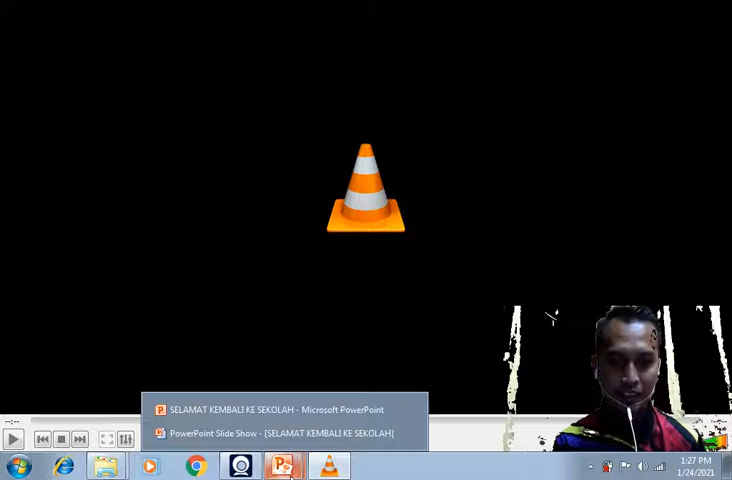 SELAMAT KEMBALI KE SEKOLAH - Microsoft PowerPoint
PowerPoint Slide Show - [SELAMAT KEMBALI KE SEKOLAH]
--:--
1:27 PM
1/24/2021